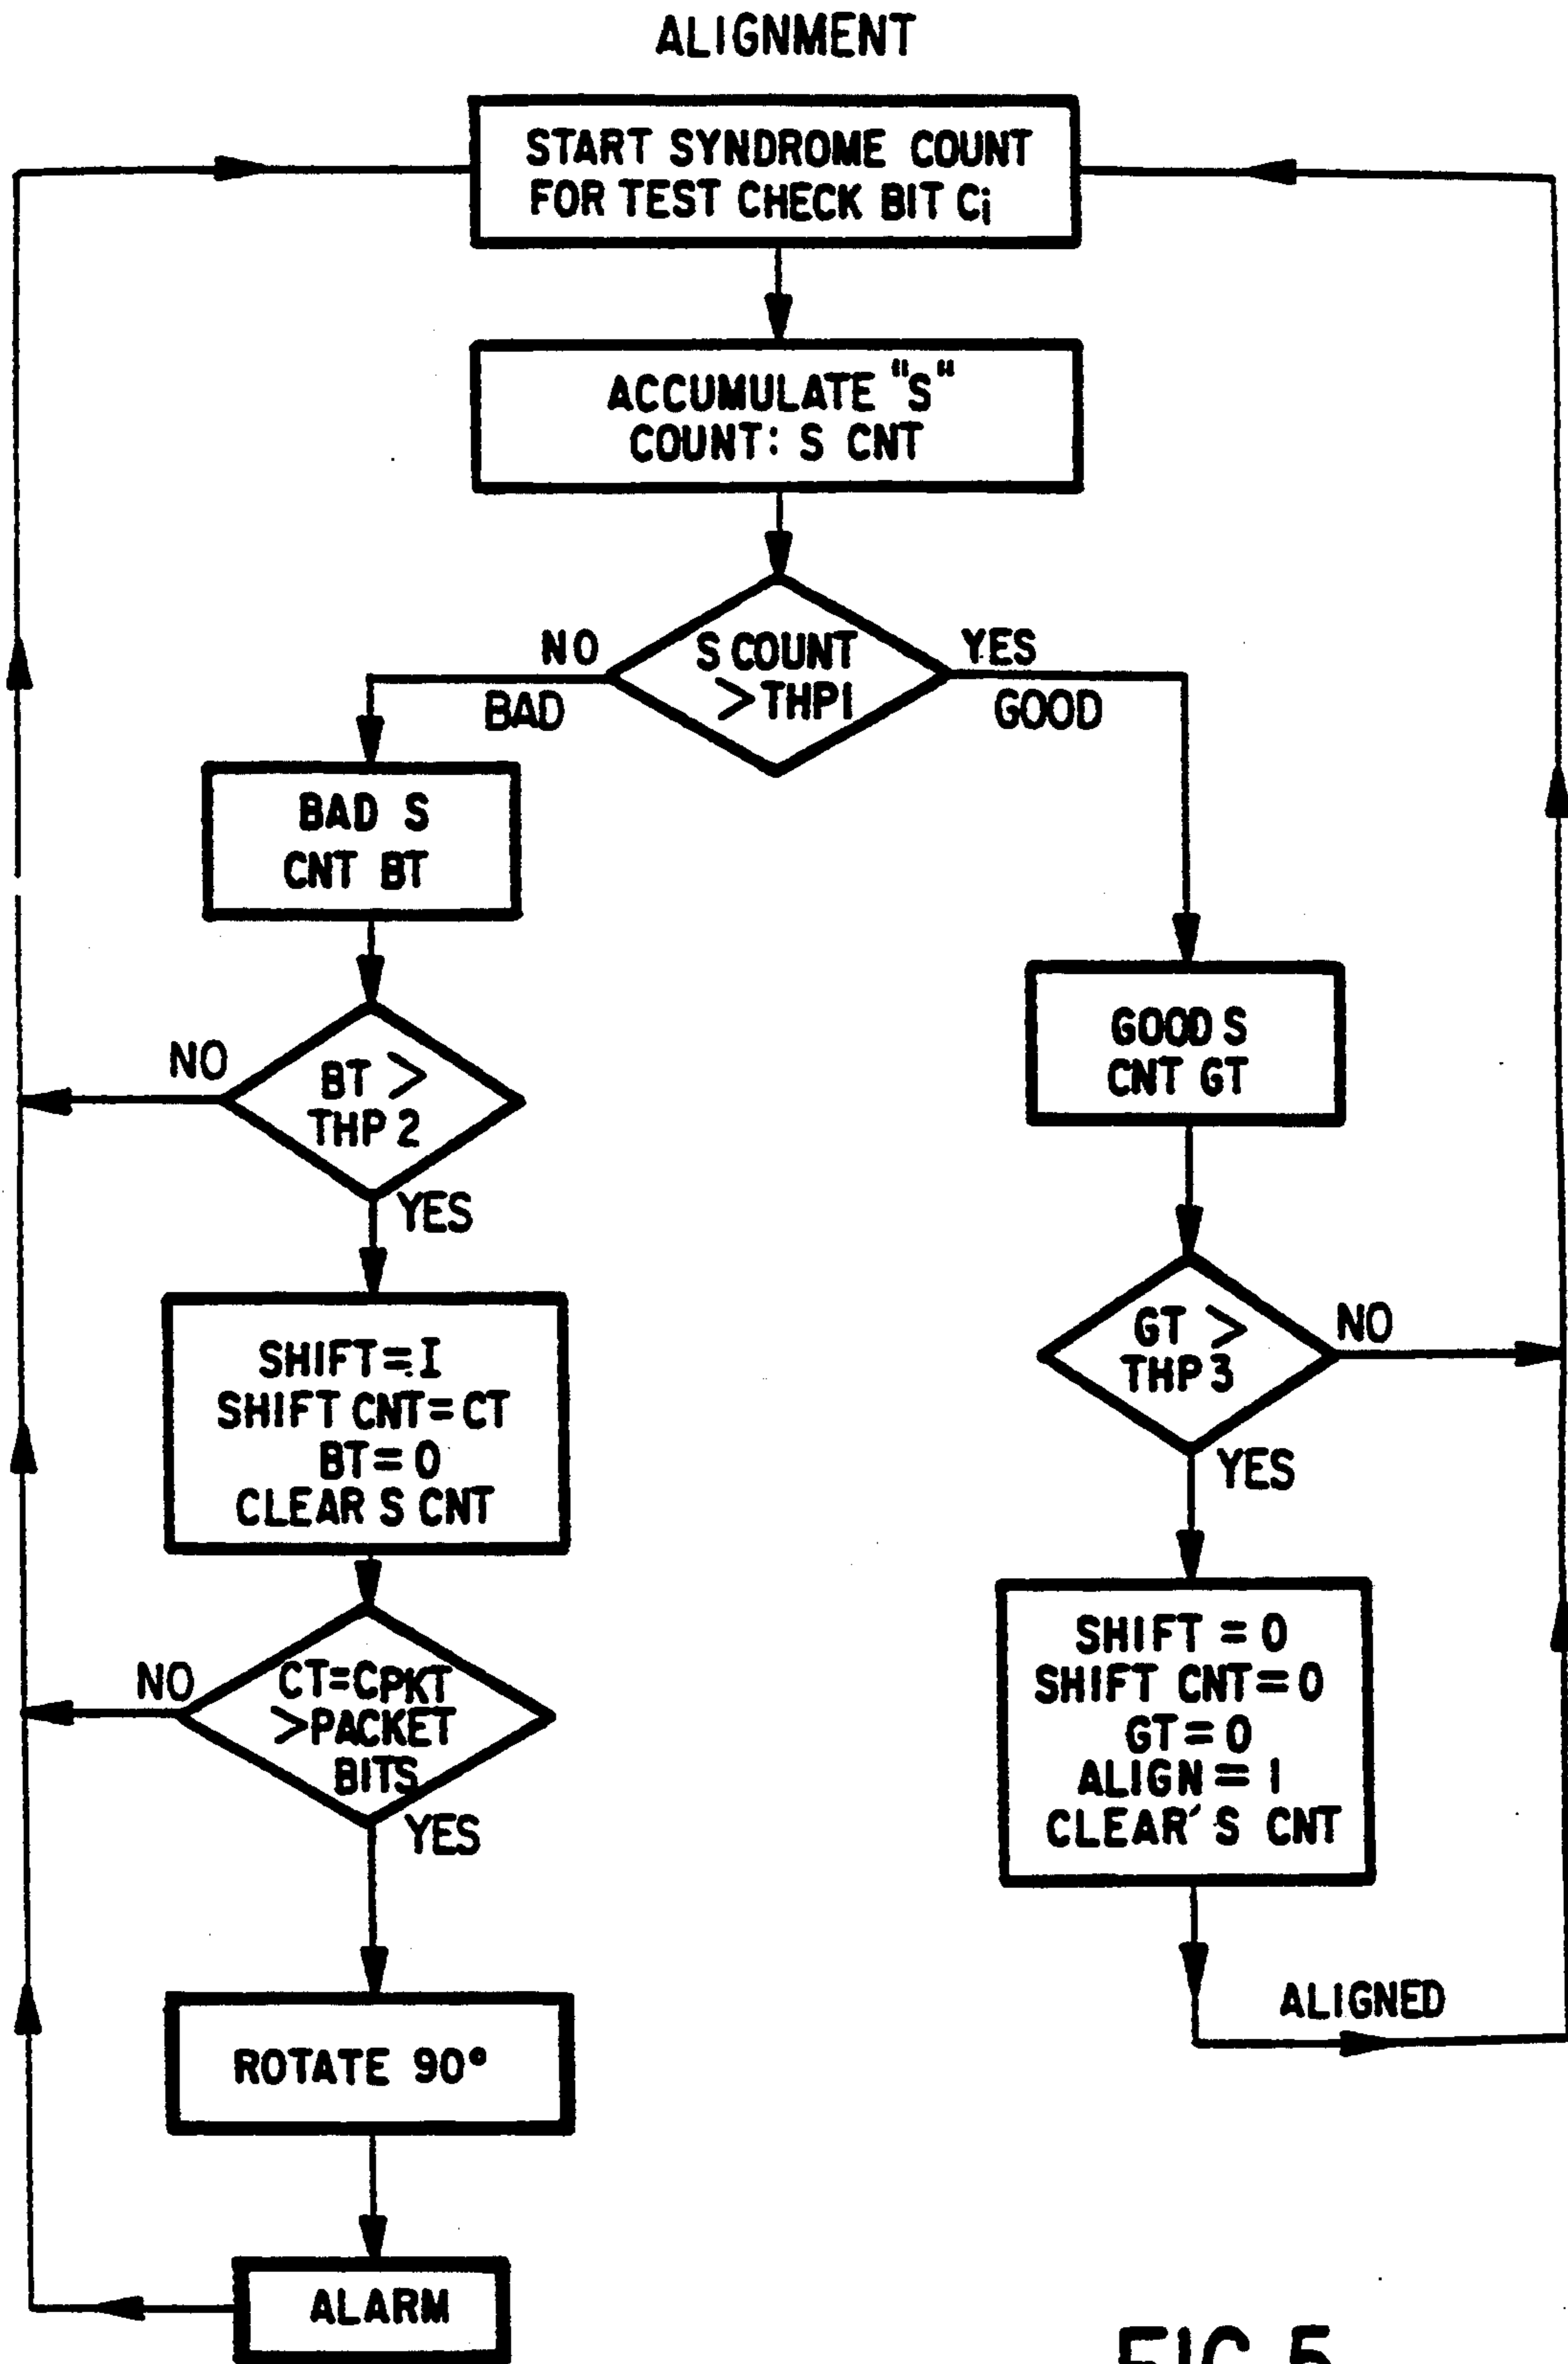 ALIGNMENT
START SYNDROME COUNT
FOR TEST CHECK BIT Ci
ACCUMULATE "S"
COUNT: S CNT
S COUNT
>THP1
NO
BAD
YES
GOOD
BAD S
CNT BT
BT >
THP 2
NO
YES
GOOD S
CNT GT
GT >
THP 3
NO
YES
SHIFT=I
SHIFT CNT=CT
BT=0
CLEAR S CNT
CT=CPKT
>PACKET
BITS
NO
YES
SHIFT = 0
SHIFT CNT=0
GT=0
ALIGN = 1
CLEAR' S CNT
ALIGNED
ROTATE 90°
ALARM
FIG. 5